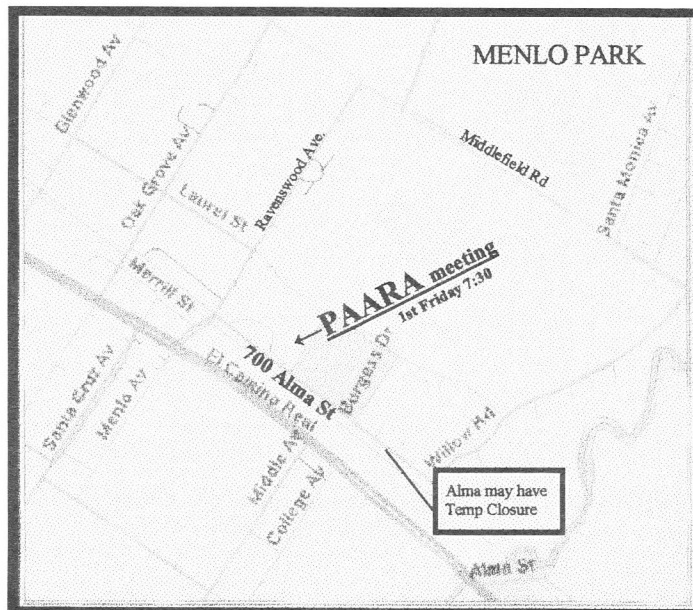 MENLO PARK
Glenwood Av
Oak Grove Av
Laurel St
Ravenswood Ave.
Middlefield Rd
Santa Monica Av
Merrill St
PAARA meeting
1st Friday 7:30
Santa Cruz Av
Menlo Av
700 Alma St
El Camino Real
Burgess Dr
Middle Av
College Av
Willow Rd
Alma may have
Temp Closure
Alma St